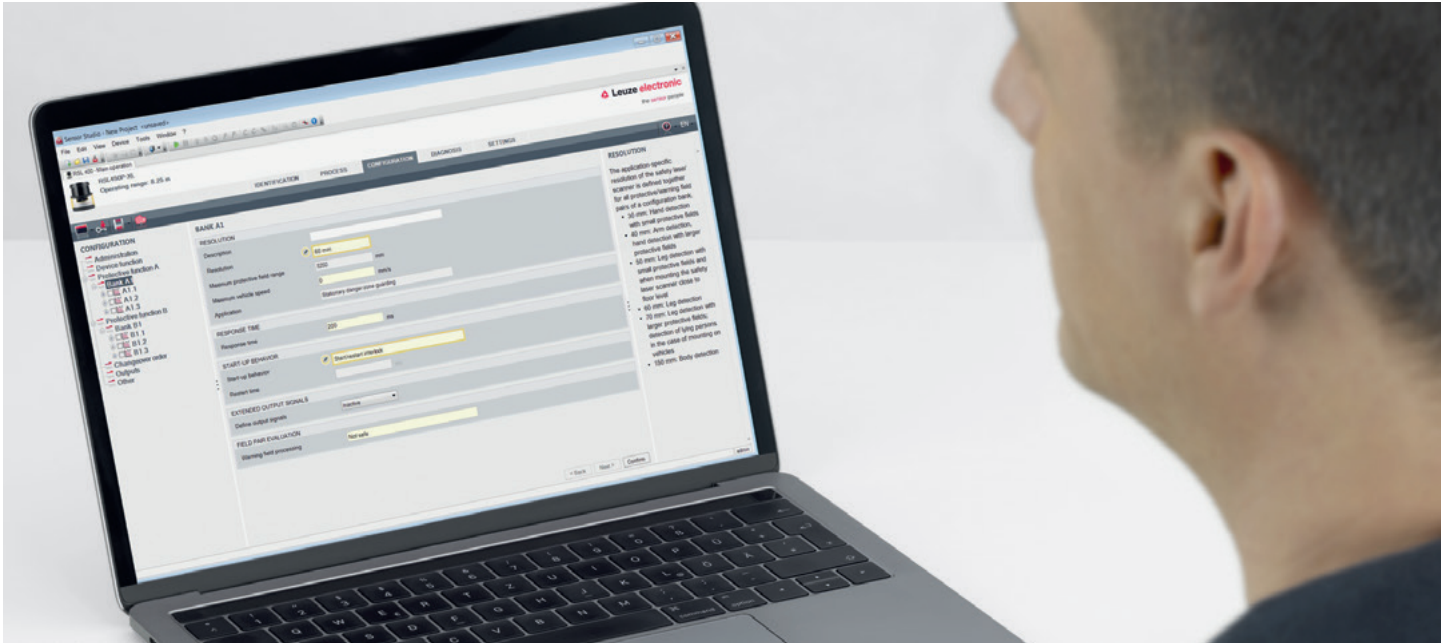 Sensor Studio - New Project <unsaved>
File Edit View Device Tools Window ?
RSL 400 - Main operation
Leuze electronic
the sensor people
Operating range: 6.25 m
IDENTIFICATION PROCESS CONFIGURATION DIAGNOSIS SETTINGS
EN
CONFIGURATION
Administration
Device function
Protective function A
Bank A1
A1.1
A1.2
A1.3
Protective function B
Bank B1
B1.1
B1.2
B1.3
Changeover order
Outputs
Other
BANK A1
RESOLUTION
Description
Resolution
Maximum protective field range 3250 mm
Maximum vehicle speed 0 mm/s
Application Stationary danger zone guarding
RESPONSE TIME
Response time 220 ms
START-UP BEHAVIOR
Start-up behavior Start/restart interlock
Restart time
EXTENDED OUTPUT SIGNALS
Define output signals Inactive
FIELD PAIR EVALUATION
Warning field processing Not safe
< Back Next > Confirm
RESOLUTION
The application-specific
resolution of the safety laser
scanner is defined together
for all protective/warning field
pairs of a configuration bank.
• 30 mm: Hand detection
with small protective fields
• 40 mm: Arm detection,
hand detection with larger
protective fields
• 50 mm: Leg detection with
small protective fields and
when mounting the safety
laser scanner close to
floor level
• 60 mm: Leg detection
• 70 mm: Leg detection with
larger protective fields;
detection of lying persons
in the case of mounting on
vehicles
• 150 mm: Body detection
admin
command
option